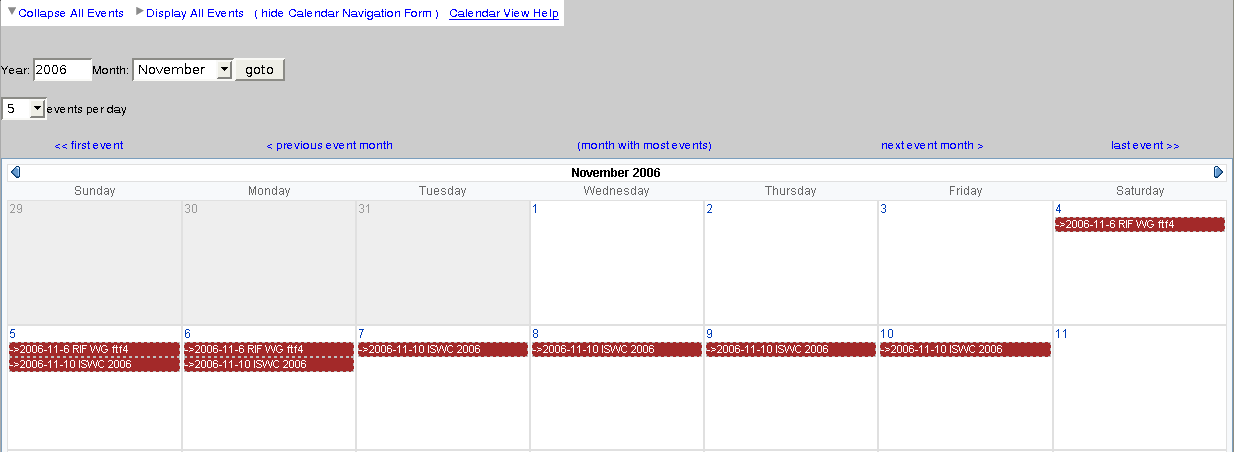 Collapse All Events Display All Events ( hide Calendar Navigation Form ) Calendar View Help
Year: 2006 Month: November goto
5 events per day
<< first event < previous event month (month with most events) next event month > last event >>
November 2006
Sunday Monday Tuesday Wednesday Thursday Friday Saturday
29 30 31 1 2 3 4
->2006-11-6 RIF WG ftf4
5 6 7 8 9 10 11
->2006-11-6 RIF WG ftf4 ->2006-11-6 RIF WG ftf4 ->2006-11-10 ISWC 2006 ->2006-11-10 ISWC 2006 ->2006-11-10 ISWC 2006 ->2006-11-10 ISWC 2006
->2006-11-10 ISWC 2006 ->2006-11-10 ISWC 2006